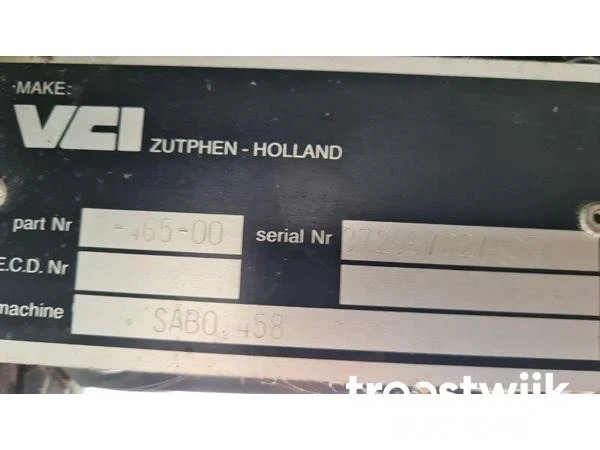 MAKE:
VCI ZUTPHEN - HOLLAND
part Nr -465-00 serial Nr
E.C.D. Nr
machine SABO.458
troostwijk